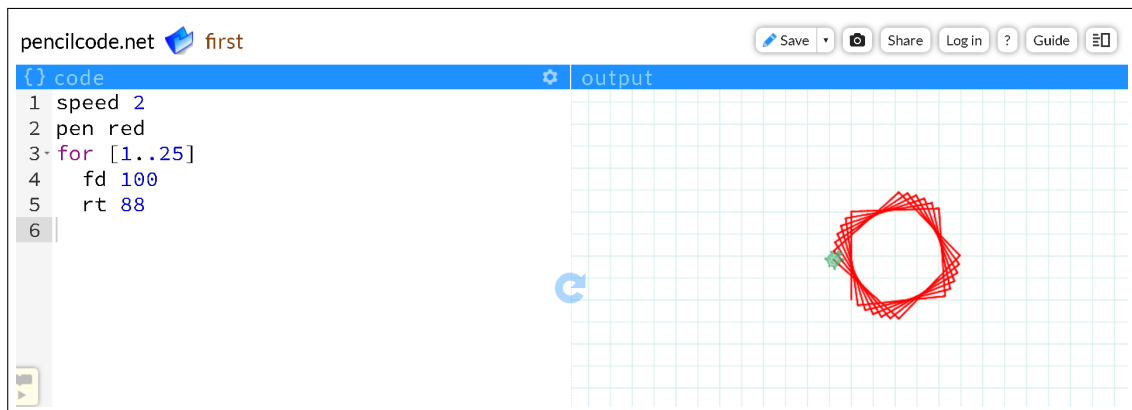 pencilcode.net first
Save Share Log in ? Guide
{} code
output
1 speed 2
2 pen red
3 for [1..25]
4 fd 100
5 rt 88
6